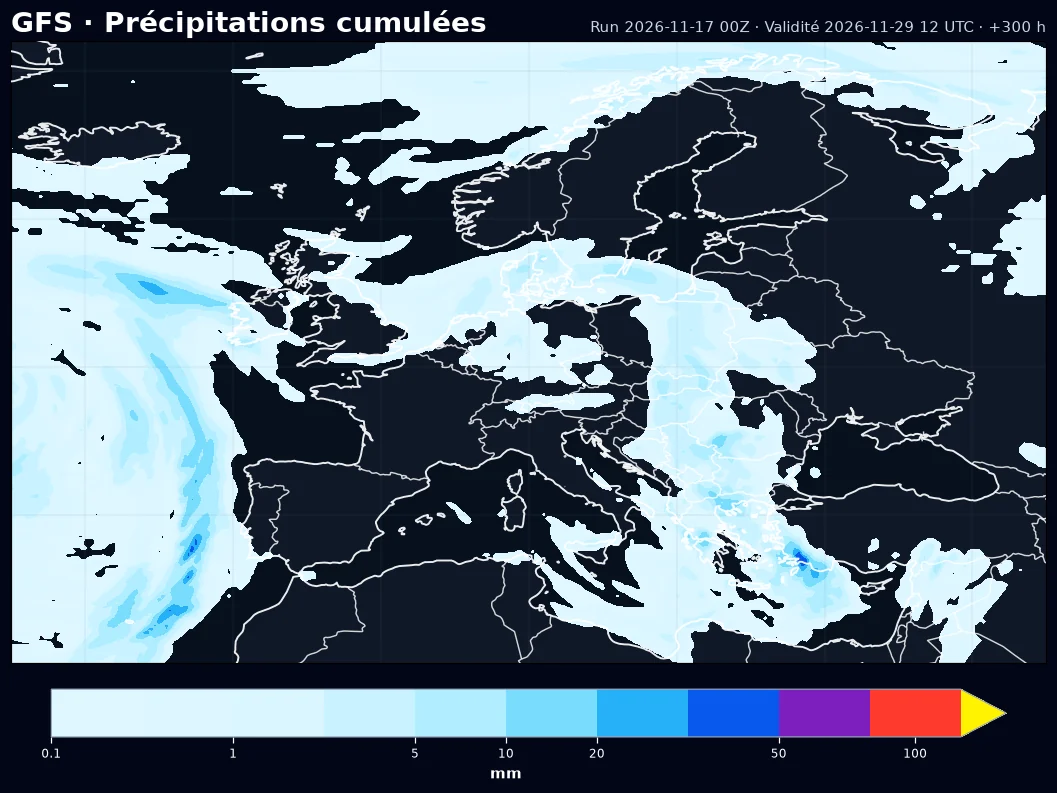 GFS · Précipitations cumulées
Run 2026-11-17 00Z · Validité 2026-11-29 12 UTC · +300 h
0.1 1 5 10 20 50 100
mm